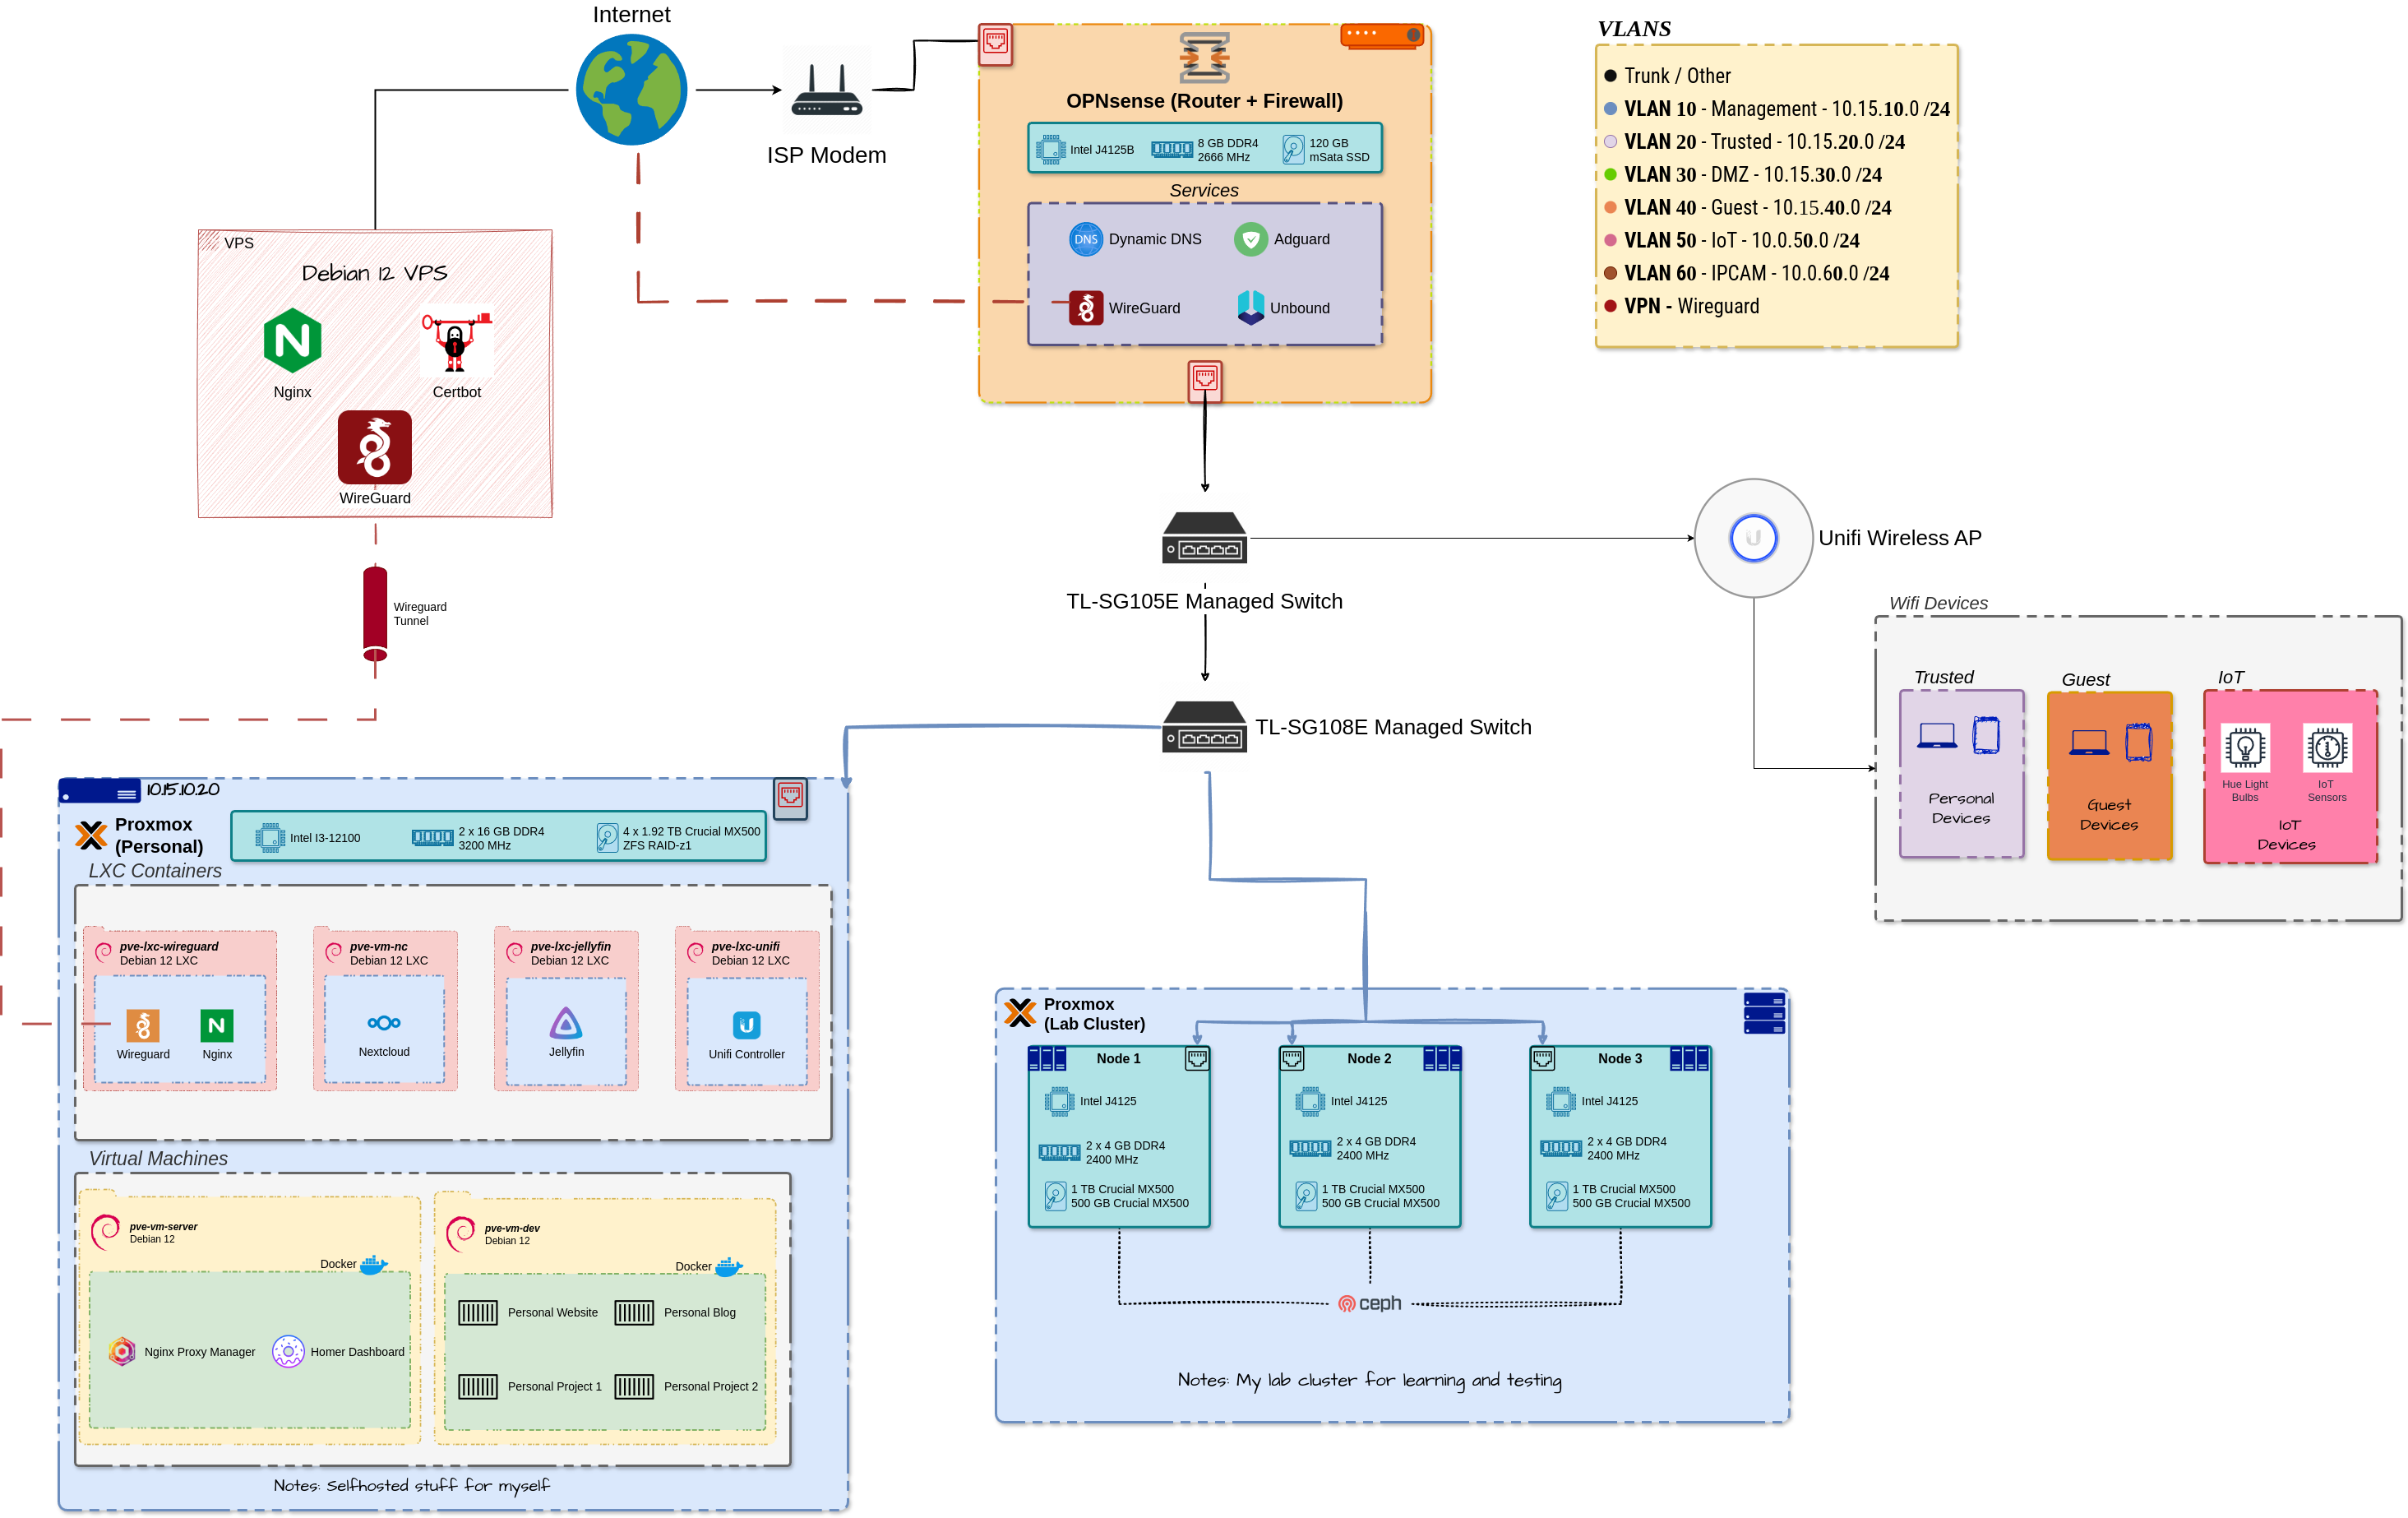 Internet
ISP Modem
OPNsense (Router + Firewall)
Intel J4125B
8 GB DDR4
2666 MHz
120 GB
mSata SSD
Services
DNS
Dynamic DNS
Adguard
WireGuard
Unbound
VLANS
Trunk / Other
VLAN 10 - Management - 10.15.10.0 /24
VLAN 20 - Trusted - 10.15.20.0 /24
VLAN 30 - DMZ - 10.15.30.0 /24
VLAN 40 - Guest - 10.15.40.0 /24
VLAN 50 - IoT - 10.0.50.0 /24
VLAN 60 - IPCAM - 10.0.60.0 /24
VPN - Wireguard
VPS
Debian 12 VPS
Nginx
Certbot
WireGuard
Wireguard
Tunnel
TL-SG105E Managed Switch
Unifi Wireless AP
TL-SG108E Managed Switch
Wifi Devices
Trusted
Personal
Devices
Guest
Guest
Devices
IoT
Hue Light
Bulbs
IoT
Sensors
IoT
Devices
10.15.10.20
Proxmox
(Personal)
Intel I3-12100
2 x 16 GB DDR4
3200 MHz
4 x 1.92 TB Crucial MX500
ZFS RAID-z1
LXC Containers
pve-lxc-wireguard
Debian 12 LXC
Wireguard
Nginx
pve-vm-nc
Debian 12 LXC
Nextcloud
pve-lxc-jellyfin
Debian 12 LXC
Jellyfin
pve-lxc-unifi
Debian 12 LXC
Unifi Controller
Virtual Machines
pve-vm-server
Debian 12
Docker
Nginx Proxy Manager
Homer Dashboard
pve-vm-dev
Debian 12
Docker
Personal Website
Personal Blog
Personal Project 1
Personal Project 2
Notes: Selfhosted stuff for myself
Proxmox
(Lab Cluster)
Node 1
Intel J4125
2 x 4 GB DDR4
2400 MHz
1 TB Crucial MX500
500 GB Crucial MX500
Node 2
Intel J4125
2 x 4 GB DDR4
2400 MHz
1 TB Crucial MX500
500 GB Crucial MX500
Node 3
Intel J4125
2 x 4 GB DDR4
2400 MHz
1 TB Crucial MX500
500 GB Crucial MX500
ceph
Notes: My lab cluster for learning and testing